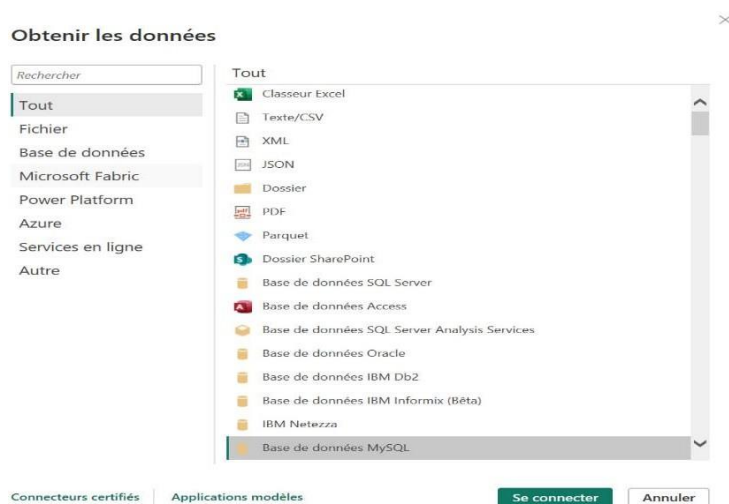 Obtenir les données
Rechercher
Tout
Fichier
Base de données
Microsoft Fabric
Power Platform
Azure
Services en ligne
Autre
Tout
Classeur Excel
Texte/CSV
XML
JSON
Dossier
PDF
Parquet
Dossier SharePoint
Base de données SQL Server
Base de données Access
Base de données SQL Server Analysis Services
Base de données Oracle
Base de données IBM Db2
Base de données IBM Informix (Bêta)
IBM Netezza
Base de données MySQL
Connecteurs certifiés
Applications modèles
Se connecter
Annuler